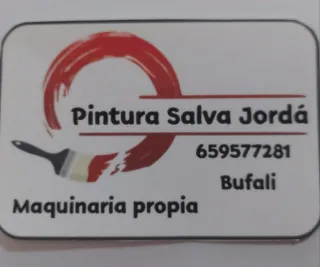 Pintura Salva Jordá
659577281
Bufali
Maquinaria propia